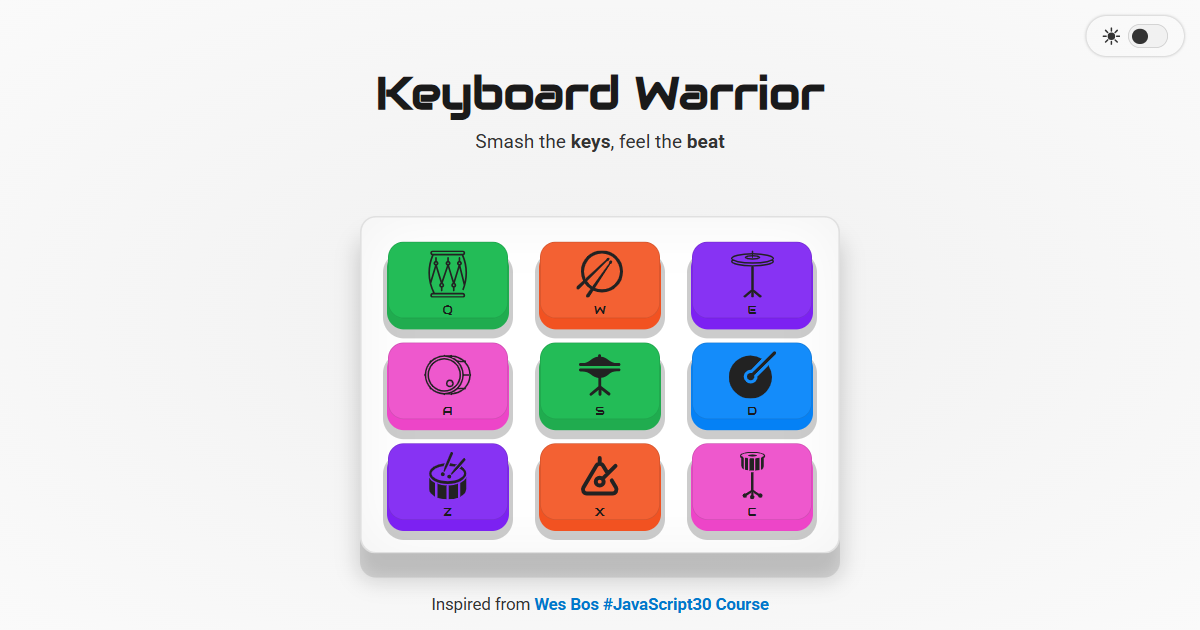 Keyboard Warrior
Smash the keys, feel the beat
Q W E
A S D
Z X C
Inspired from Wes Bos #JavaScript30 Course